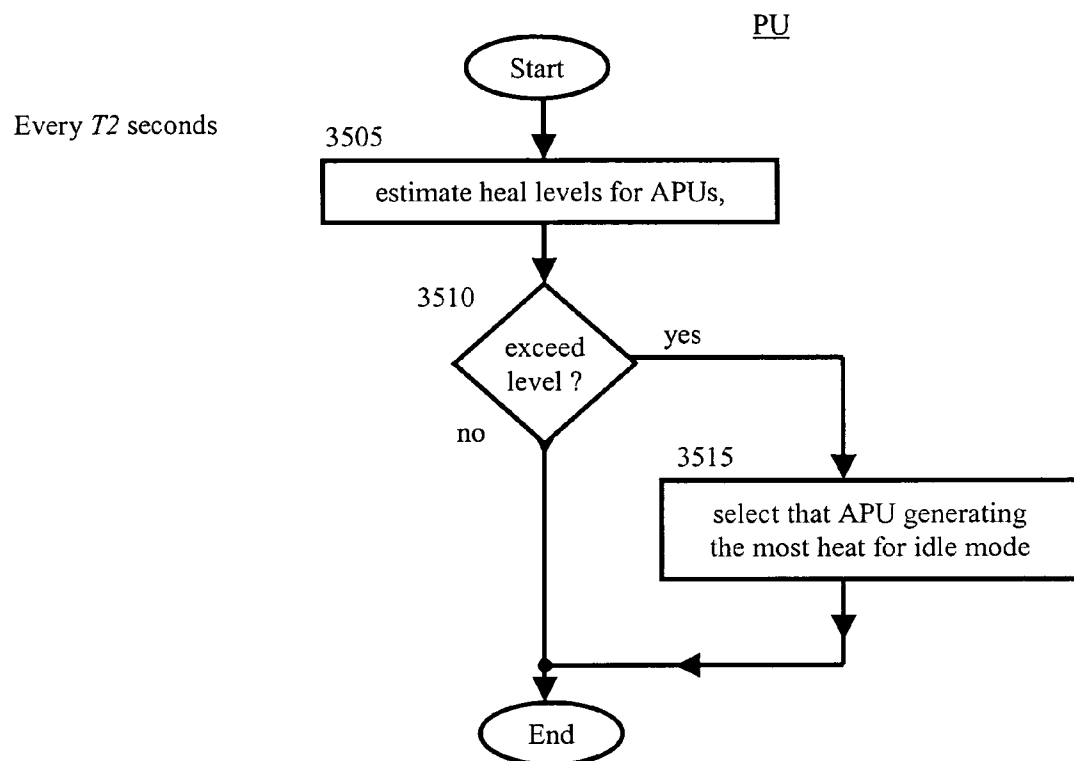 PU
Start
Every T2 seconds
3505
estimate heal levels for APUs,
3510
exceed
level ?
yes
no
3515
select that APU generating
the most heat for idle mode
End